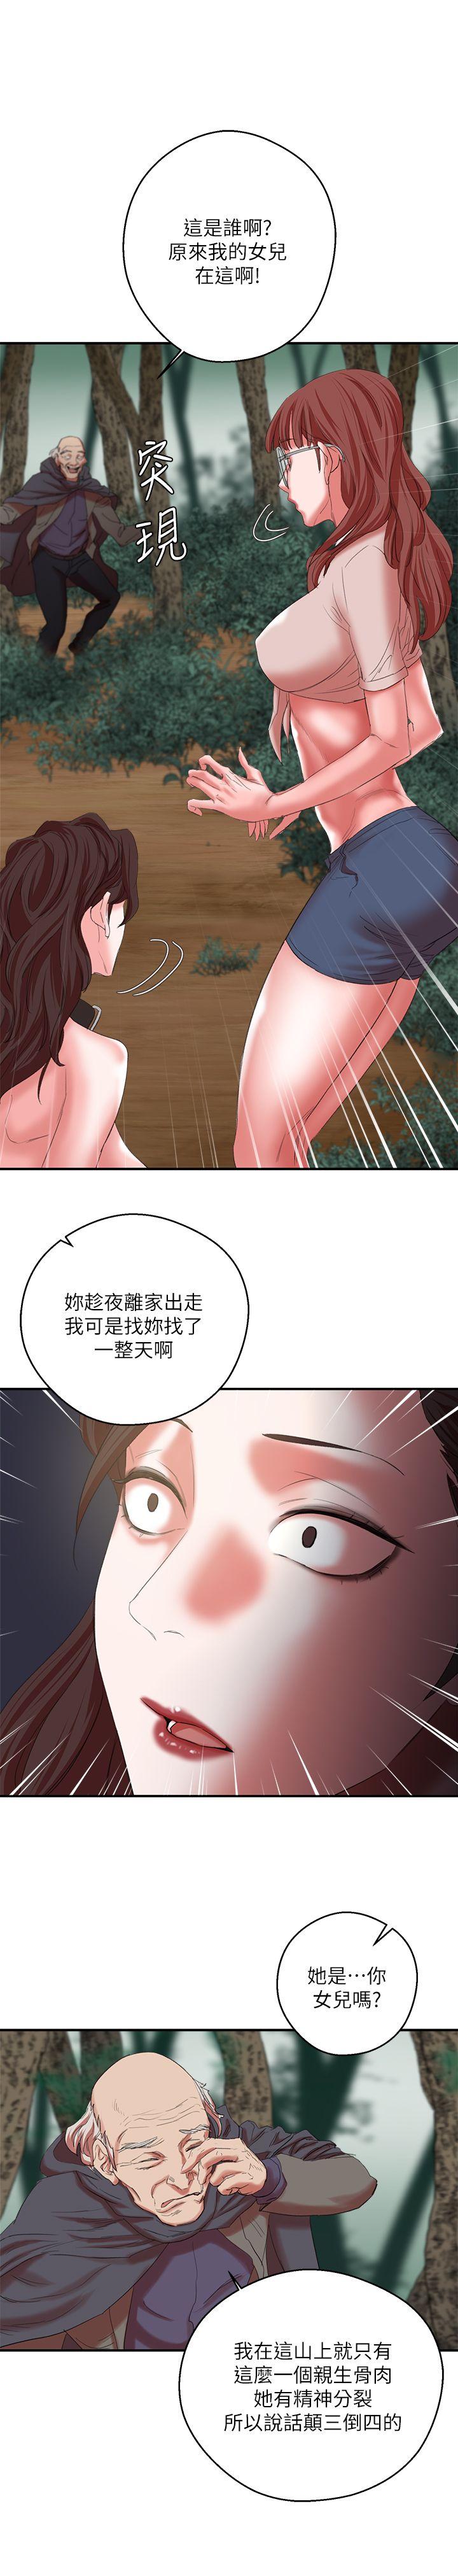 這是誰啊?
原來我的女兒
在這啊!
突
現
妳趁夜離家出走
我可是找妳找了
一整天啊
她是…你
女兒嗎?
我在這山上就只有
這麼一個親生骨肉
她有精神分裂
所以說話顛三倒四的